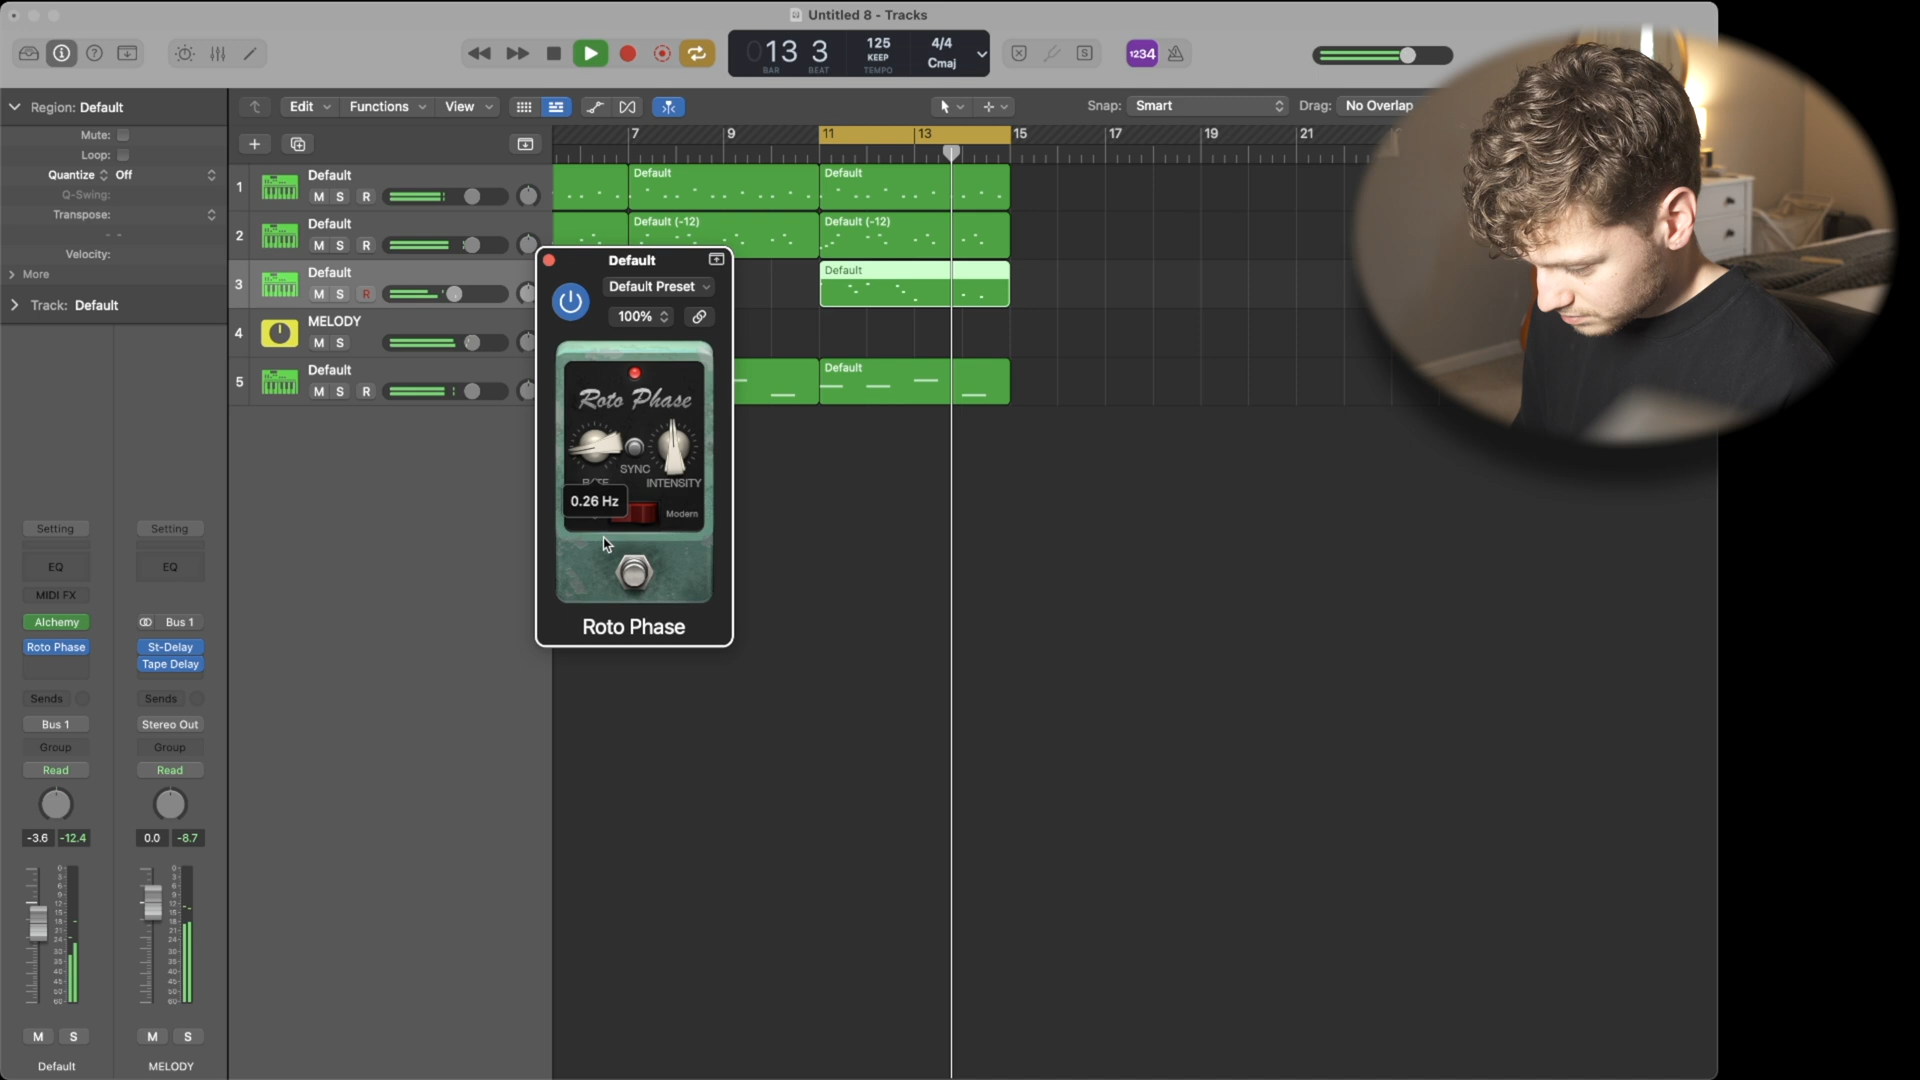 Untitled 8 - Tracks
013 3
BAR BEAT
125
KEEP
TEMPO
4/4
Cmaj
S
1234
Region: Default
Edit
Functions
View
Snap: Smart
Drag: No Overlap
Mute:
Loop:
Quantize Off
Q-Swing:
Transpose:
Velocity:
More
Track: Default
7 9 11 13 15 17 19 21
1 Default
M S R
2 Default
M S R
3 Default
M S R
4 MELODY
M S
5 Default
M S R
Default
Default
Default (-12)
Default (-12)
Default
Default
Default
Default Preset
100%
Roto Phase
SYNC
RATE
INTENSITY
0.26 Hz
Modern
Roto Phase
Setting Setting
EQ EQ
MIDI FX
Alchemy Bus 1
Roto Phase St-Delay
Tape Delay
Sends Sends
Bus 1 Stereo Out
Group Group
Read Read
-3.6 -12.4 0.0 -8.7
M S M S
Default MELODY